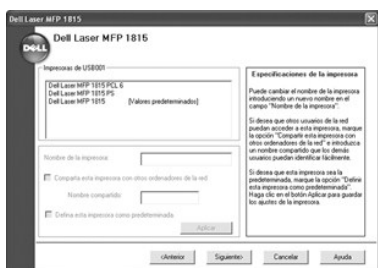 Dell Laser MFP 1815
DELL
Dell Laser MFP 1815
Impresoras de USB001
Dell Laser MFP 1815 PCL 6
Dell Laser MFP 1815 PS
Dell Laser MFP 1815 [Valores predeterminados]
Nombre de la impresora:
Comparta esta impresora con otros ordenadores de la red
Nombre compartido:
Defina esta impresora como predeterminada
Aplicar
Especificaciones de la impresora
Puede cambiar el nombre de la impresora
introduciendo un nuevo nombre en el
campo "Nombre de la impresora".
Si desea que otros usuarios de la red
puedan acceder a esta impresora, marque
la opción "Compartir esta impresora con
otros ordenadores de la red" e introduzca
un nombre compartido que los demás
usuarios puedan identificar fácilmente.
Si desea que esta impresora sea la
predeterminada, marque la opción "Definir
esta impresora como predeterminada".
Haga clic en el botón Aplicar para guardar
los ajustes de la impresora.
<Anterior Siguiente> Cancelar Ayuda